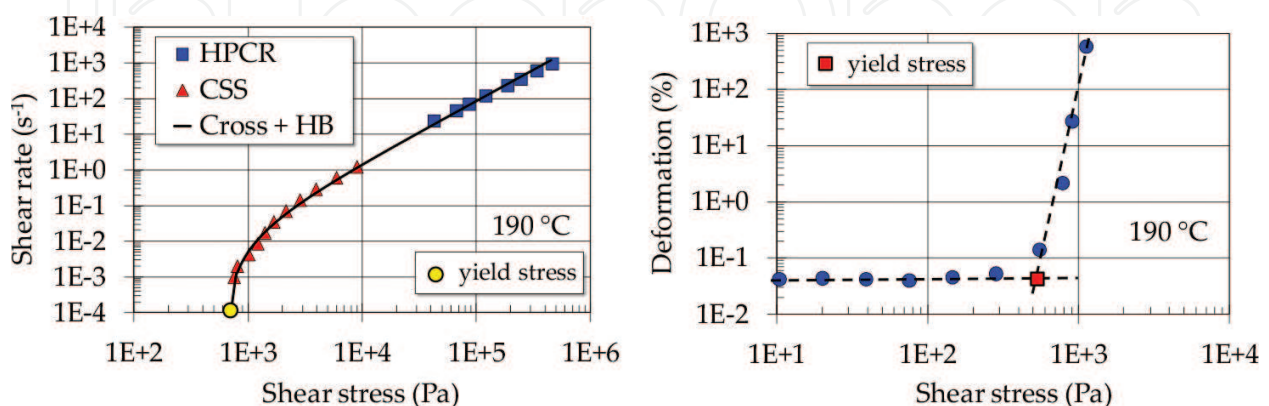 1E+4
1E+3
1E+2
1E+1
1E+0
1E-1
1E-2
1E-3
1E-4
Shear rate (s-1)
HPCR
CSS
Cross + HB
190 °C
yield stress
1E+2 1E+3 1E+4 1E+5 1E+6
Shear stress (Pa)
1E+3
1E+2
1E+1
1E+0
1E-1
1E-2
Deformation (%)
yield stress
190 °C
1E+1 1E+2 1E+3 1E+4
Shear stress (Pa)